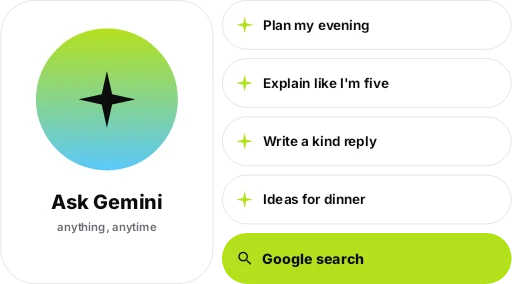 Ask Gemini
anything, anytime
Plan my evening
Explain like I'm five
Write a kind reply
Ideas for dinner
Google search